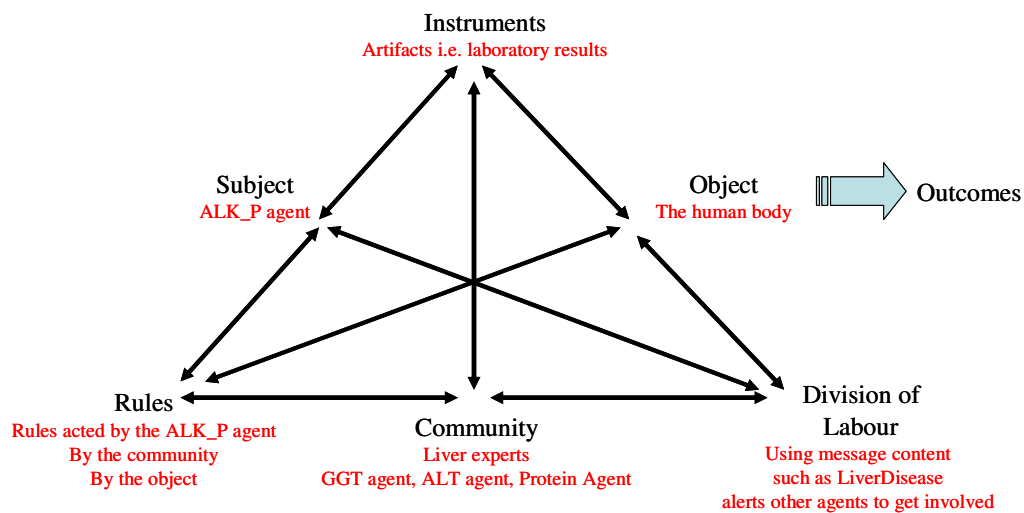 Instruments
Artifacts i.e. laboratory results
Subject
ALK_P agent
Object
The human body
Outcomes
Rules
Rules acted by the ALK_P agent
By the community
By the object
Community
Liver experts
GGT agent, ALT agent, Protein Agent
Division of
Labour
Using message content
such as LiverDisease
alerts other agents to get involved